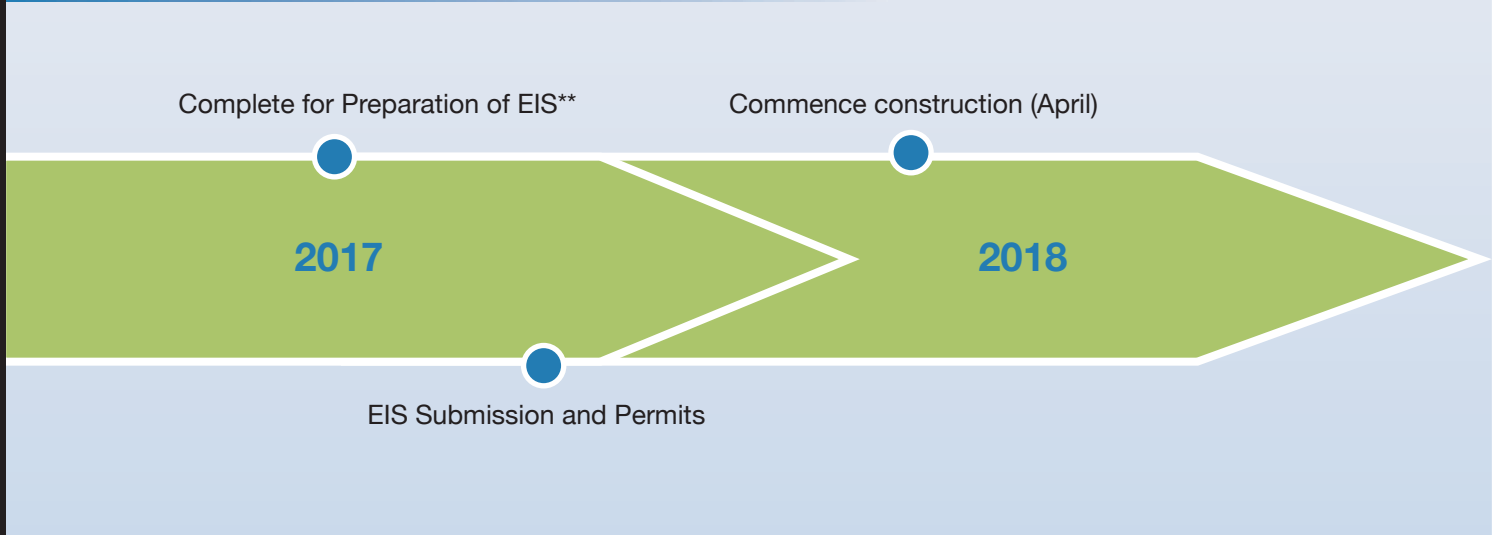 Complete for Preparation of EIS**
Commence construction (April)
2017
2018
EIS Submission and Permits